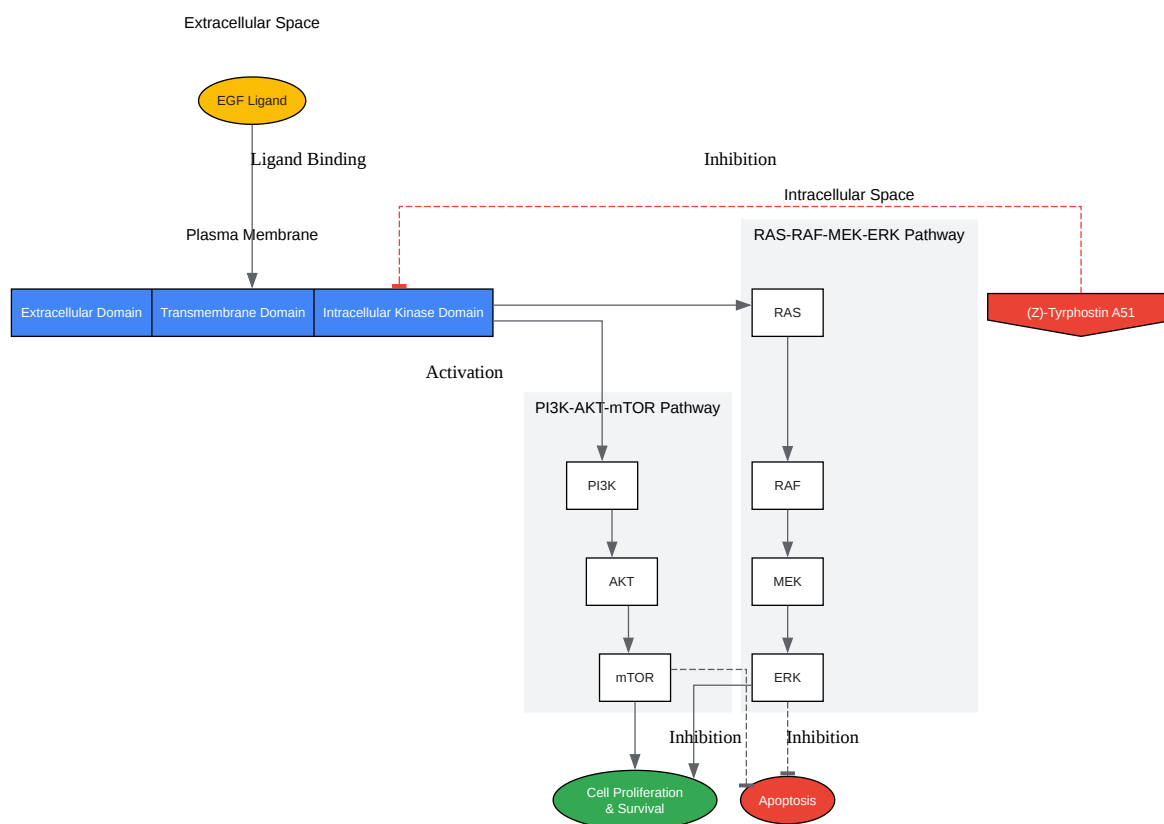 Extracellular Space
EGF Ligand
Ligand Binding
Inhibition
Intracellular Space
Plasma Membrane
RAS-RAF-MEK-ERK Pathway
Extracellular Domain
Transmembrane Domain
Intracellular Kinase Domain
RAS
(Z)-Tyrphostin A51
Activation
PI3K-AKT-mTOR Pathway
PI3K
RAF
AKT
MEK
mTOR
ERK
Inhibition
Inhibition
Cell Proliferation
& Survival
Apoptosis